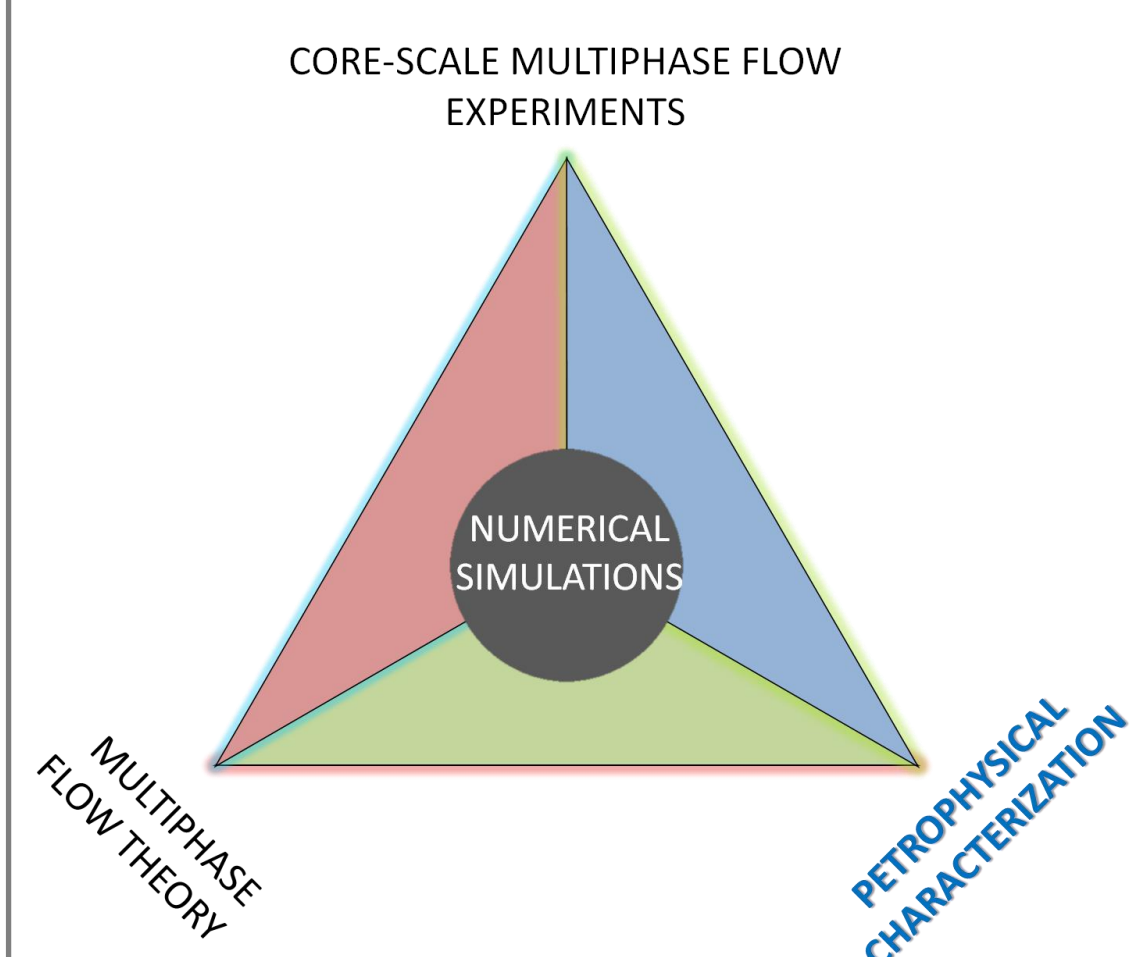 CORE-SCALE MULTIPHASE FLOW
EXPERIMENTS
NUMERICAL
SIMULATIONS
MULTIPHASE
FLOW THEORY
PETROPHYSICAL
CHARACTERIZATION